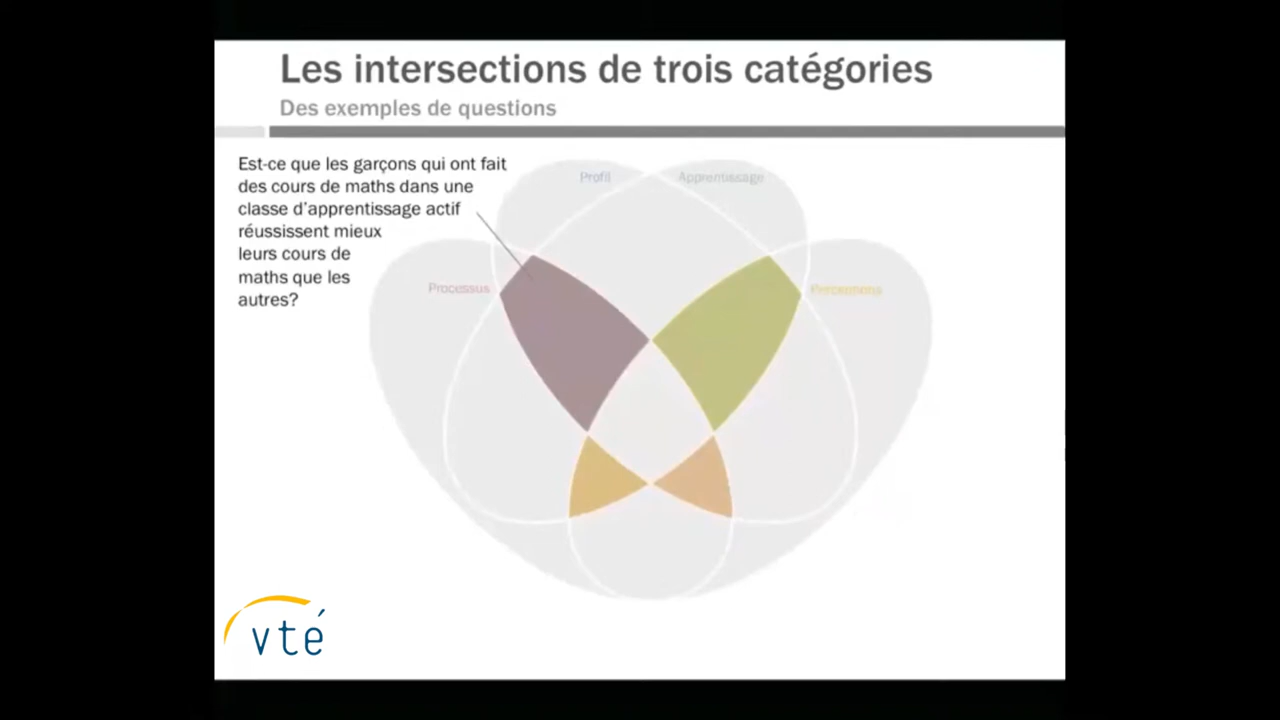 Les intersections de trois catégories
Des exemples de questions
Est-ce que les garçons qui ont fait
des cours de maths dans une
classe d'apprentissage actif
réussissent mieux
leurs cours de
maths que les
autres?
Profil
Apprentissage
Processus
Perceptions
vté